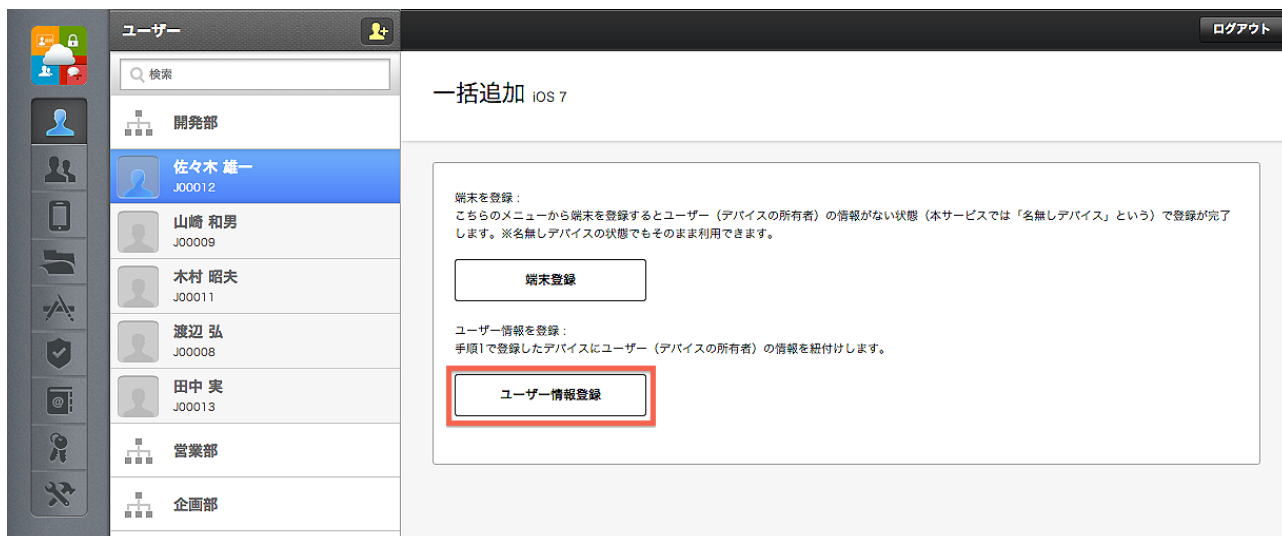 ユーザー
ログアウト
検索
開発部
佐々木 雄一
J00012
山崎 和男
J00009
木村 昭夫
J00011
渡辺 弘
J00008
田中 実
J00013
営業部
企画部
一括追加 iOS 7
端末を登録：
こちらのメニューから端末を登録するとユーザー（デバイスの所有者）の情報がない状態（本サービスでは「名無しデバイス」という）で登録が完了
します。※名無しデバイスの状態でもそのまま利用できます。
端末登録
ユーザー情報を登録：
手順1で登録したデバイスにユーザー（デバイスの所有者）の情報を紐付けします。
ユーザー情報登録